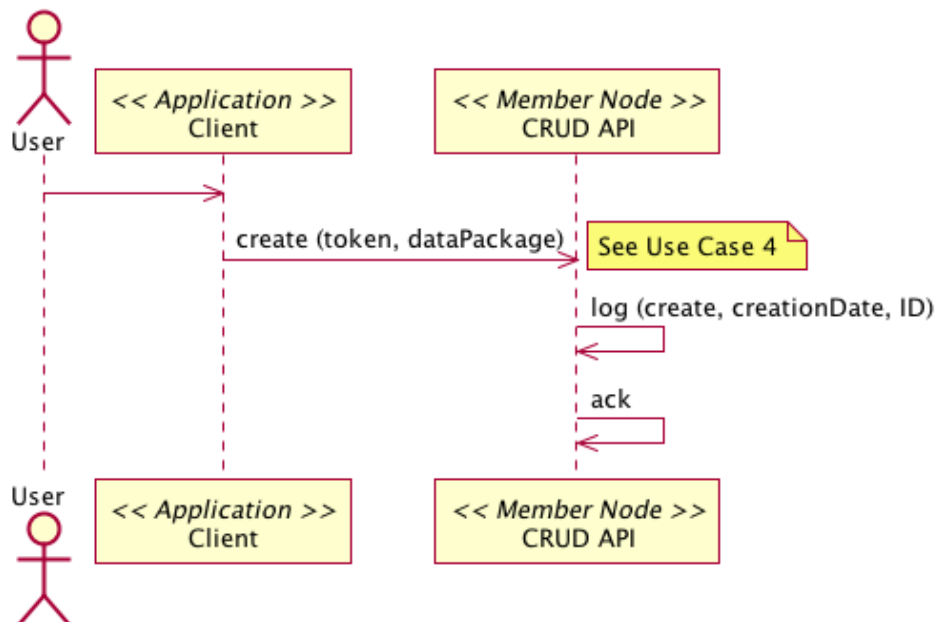 << Application >>
Client
<< Member Node >>
CRUD API
User
create (token, dataPackage)
See Use Case 4
log (create, creationDate, ID)
ack
User
<< Application >>
Client
<< Member Node >>
CRUD API